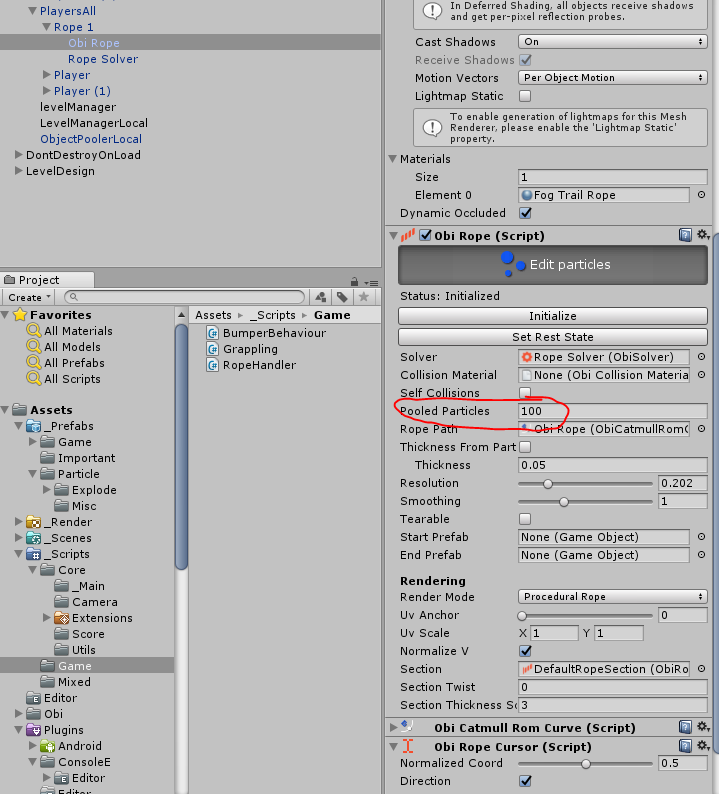 PlayersAll
Rope 1
Obi Rope
Rope Solver
Player
Player (1)
levelManager
LevelManagerLocal
ObjectPoolerLocal
DontDestroyOnLoad
LevelDesign
Project
Create
Favorites
All Materials
All Models
All Prefabs
All Scripts
Assets
_Prefabs
Game
Important
Particle
Explode
Misc
_Render
_Scenes
_Scripts
Core
_Main
Camera
Extensions
Score
Utils
Game
Mixed
Editor
Obi
Plugins
Android
ConsoleE
Editor
Editor
Assets ▸ _Scripts ▸ Game
BumperBehaviour
Grappling
RopeHandler
In Deferred Shading, all objects receive shadows
and get per-pixel reflection probes.
Cast Shadows On
Receive Shadows
Motion Vectors Per Object Motion
Lightmap Static
To enable generation of lightmaps for this Mesh
Renderer, please enable the 'Lightmap Static'
property.
Materials
Size 1
Element 0 Fog Trail Rope
Dynamic Occluded
Obi Rope (Script)
Edit particles
Status: Initialized
Initialize
Set Rest State
Solver Rope Solver (ObiSolver)
Collision Material None (Obi Collision Materia
Self Collisions
Pooled Particles 100
Rope Path Obi Rope (ObiCatmullRomC
Thickness From Part
Thickness 0.05
Resolution 0.202
Smoothing 1
Tearable
Start Prefab None (Game Object)
End Prefab None (Game Object)
Rendering
Render Mode Procedural Rope
Uv Anchor 0
Uv Scale X 1 Y 1
Normalize V
Section DefaultRopeSection (ObiRo
Section Twist 0
Section Thickness Sc 3
Obi Catmull Rom Curve (Script)
Obi Rope Cursor (Script)
Normalized Coord 0.5
Direction